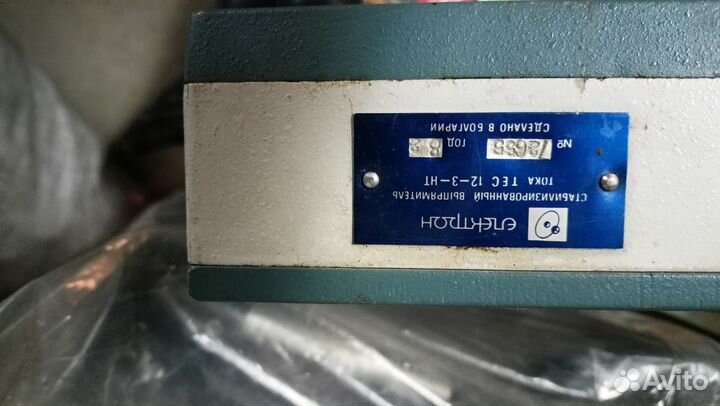 електрон
СТАБИЛИЗИРОВАННЫЙ ВЫПРЯМИТЕЛЬ
ТОКА ТЕС 12-3-НТ
№ 12655 ГОД 82
СДЕЛАНО В БОЛГАРИИ
Avito